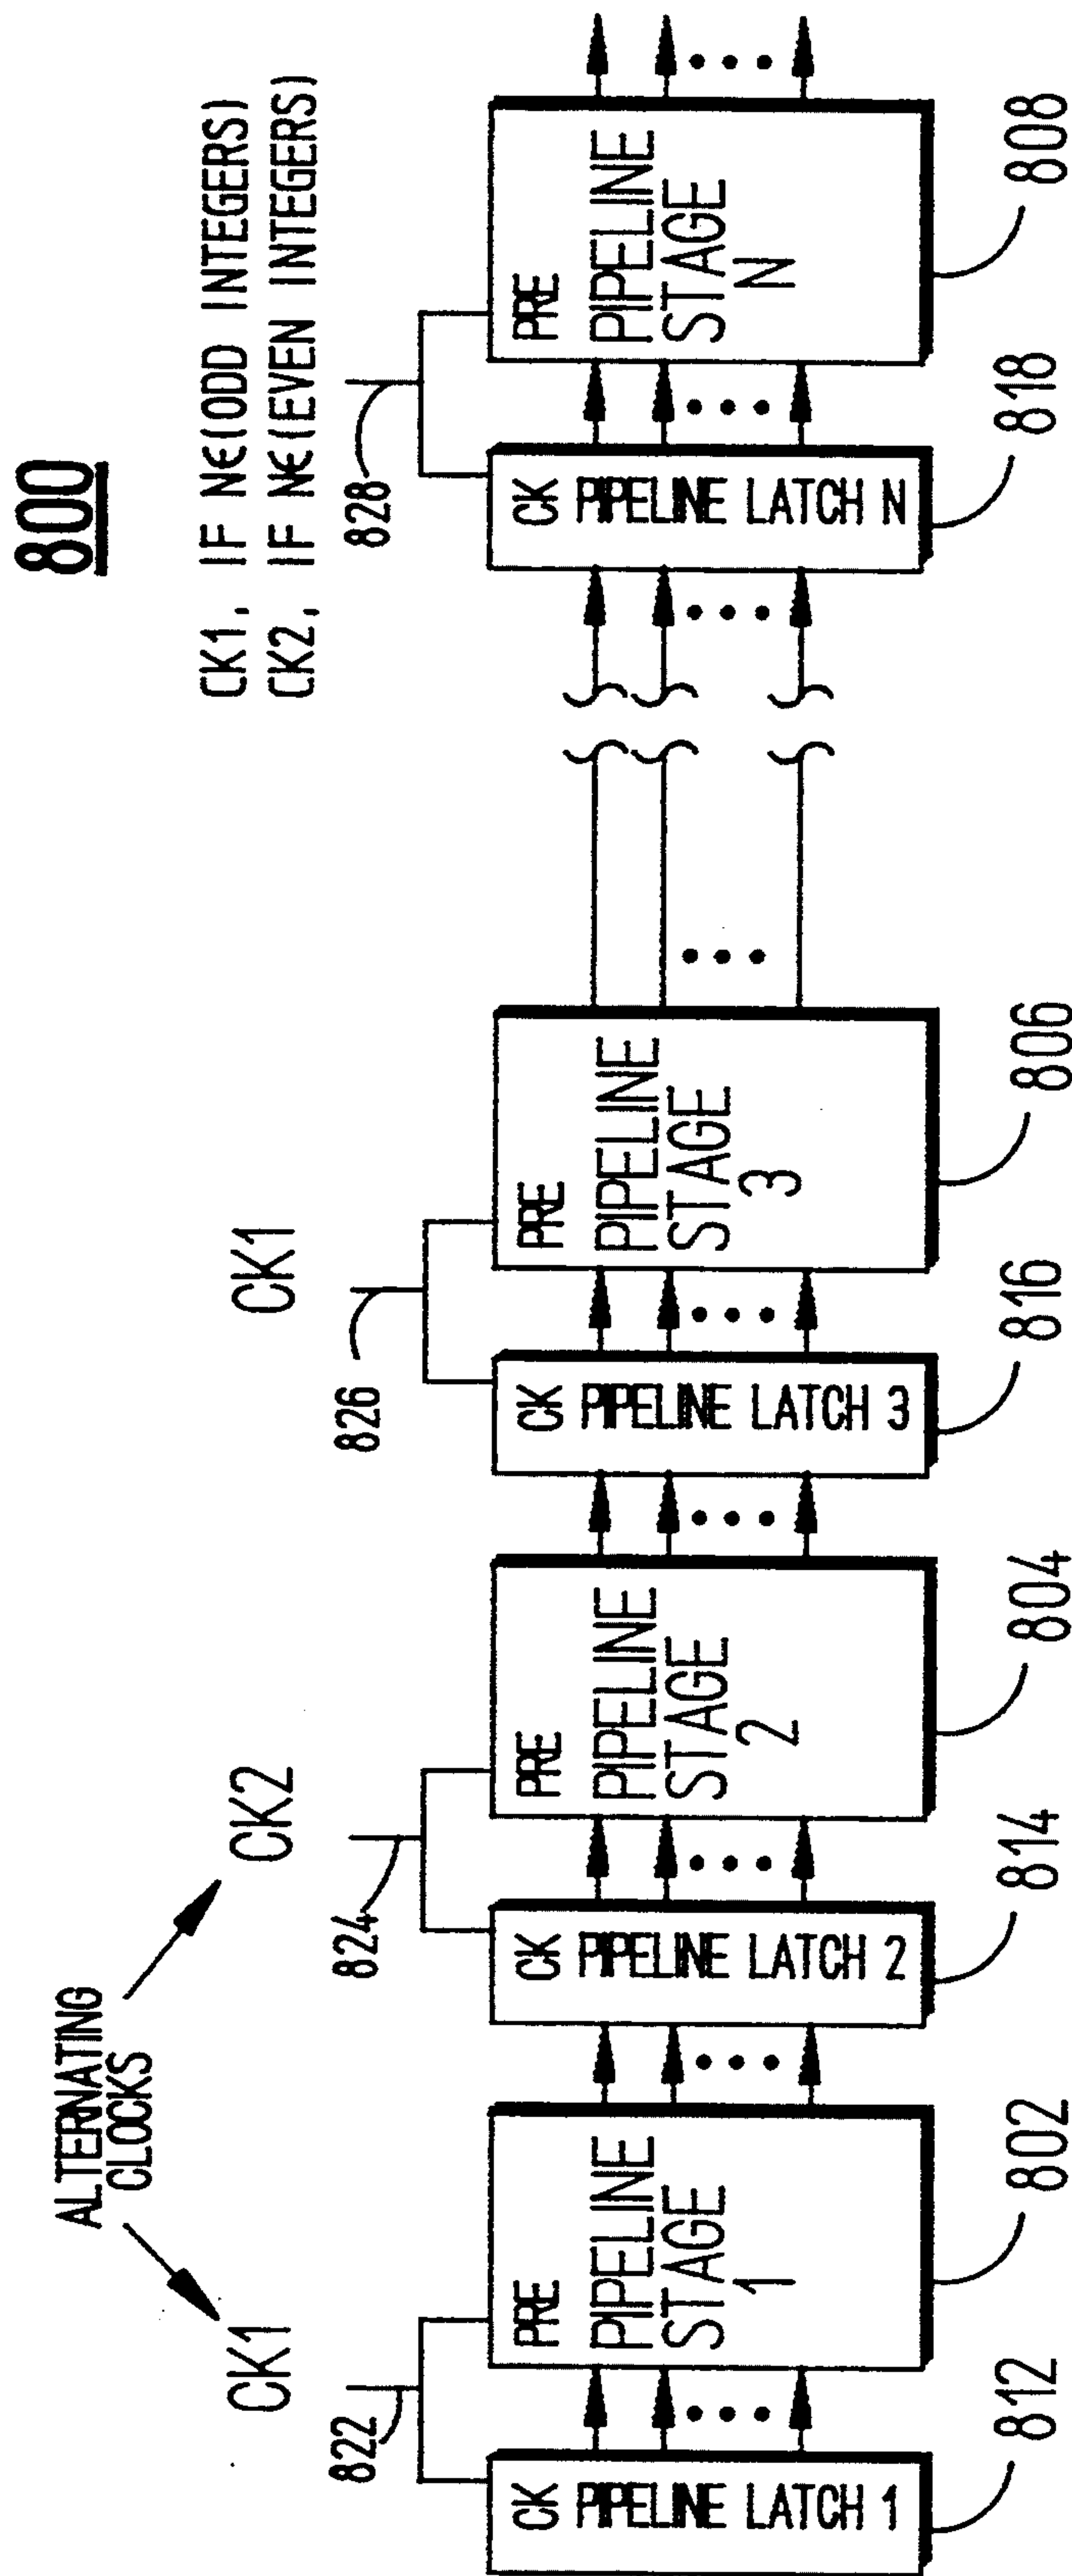 800
ALTERNATING
CLOCKS
CK1
CK2
CK1
CK1, IF N∈(ODD INTEGERS)
CK2, IF N∈(EVEN INTEGERS)
822
824
826
828
CK PIPELINE LATCH 1
PRE
PIPELINE
STAGE
1
CK PIPELINE LATCH 2
PRE
PIPELINE
STAGE
2
CK PIPELINE LATCH 3
PRE
PIPELINE
STAGE
3
CK PIPELINE LATCH N
PRE
PIPELINE
STAGE
N
812
802
814
804
816
806
818
808